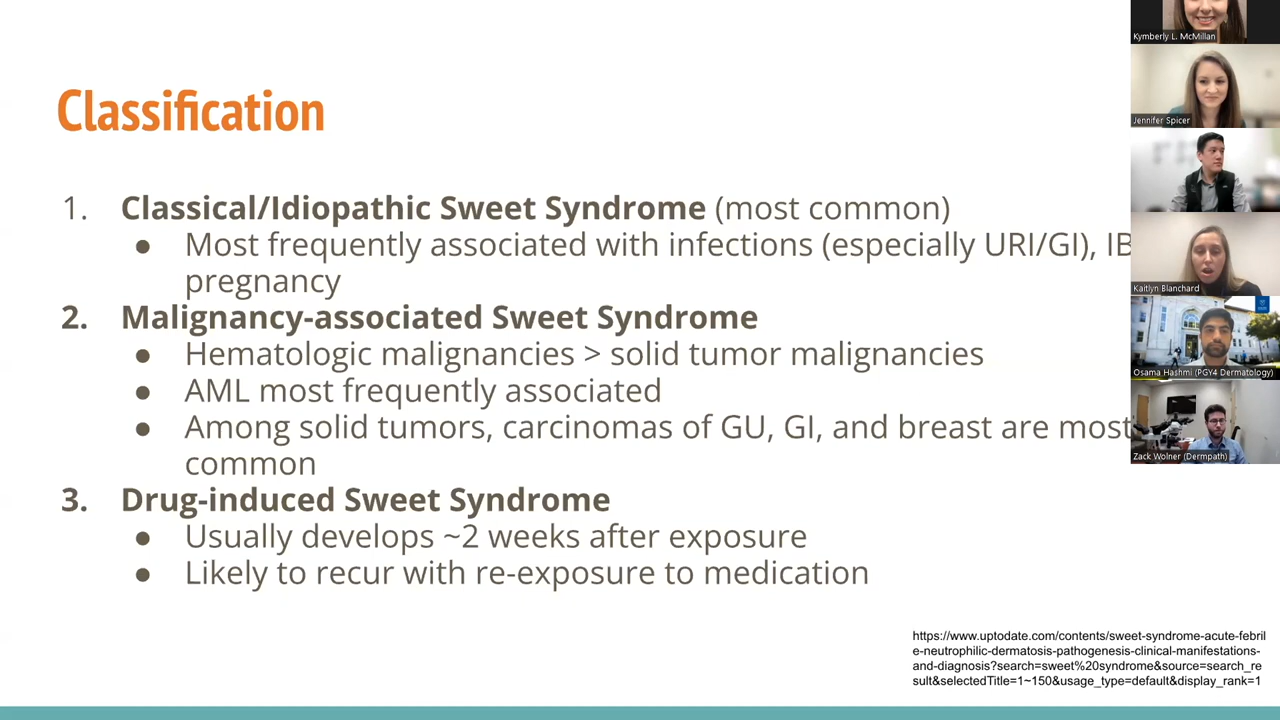 Classification
1. Classical/Idiopathic Sweet Syndrome (most common)
● Most frequently associated with infections (especially URI/GI), IB
pregnancy
2. Malignancy-associated Sweet Syndrome
● Hematologic malignancies > solid tumor malignancies
● AML most frequently associated
● Among solid tumors, carcinomas of GU, GI, and breast are most
common
3. Drug-induced Sweet Syndrome
● Usually develops ~2 weeks after exposure
● Likely to recur with re-exposure to medication
https://www.uptodate.com/contents/sweet-syndrome-acute-febril
e-neutrophilic-dermatosis-pathogenesis-clinical-manifestations-
and-diagnosis?search=sweet%20syndrome&source=search_re
sult&selectedTitle=1~150&usage_type=default&display_rank=1
Kymberly L. McMillan
Jennifer Spicer
Kaitlyn Blanchard
Osama Hashmi (PGY4 Dermatology)
Zack Wolner (Dermpath)